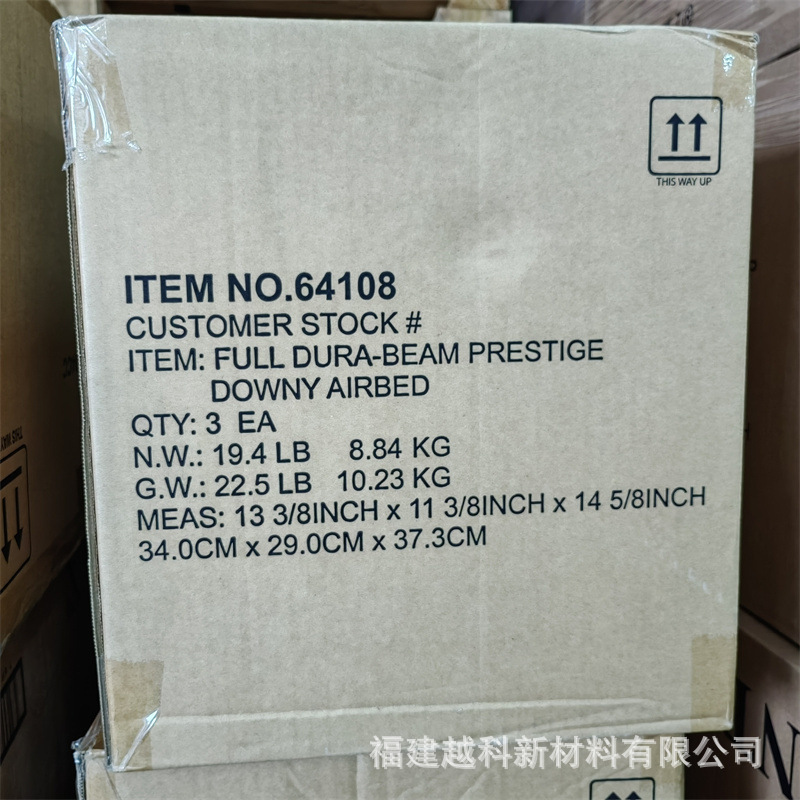 THIS WAY UP
ITEM NO.64108
CUSTOMER STOCK #
ITEM: FULL DURA-BEAM PRESTIGE
DOWNY AIRBED
QTY: 3 EA
N.W.: 19.4 LB 8.84 KG
G.W.: 22.5 LB 10.23 KG
MEAS: 13 3/8INCH x 11 3/8INCH x 14 5/8INCH
34.0CM x 29.0CM x 37.3CM
THIS WAY
福建越科新材料有限公司